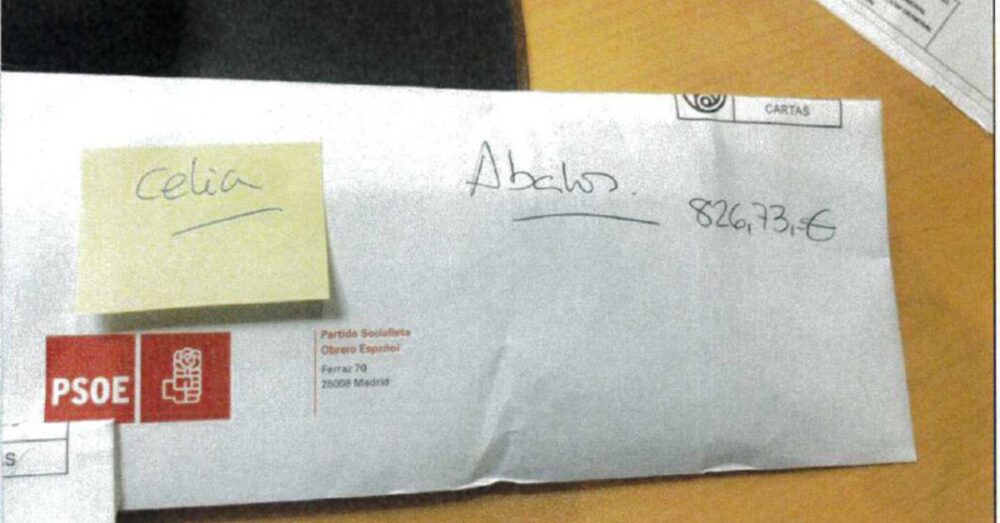 CARTAS
celia
Abalos.
826,73,-€
PSOE
Partido Socialista
Obrero Español
Ferraz 70
28008 Madrid